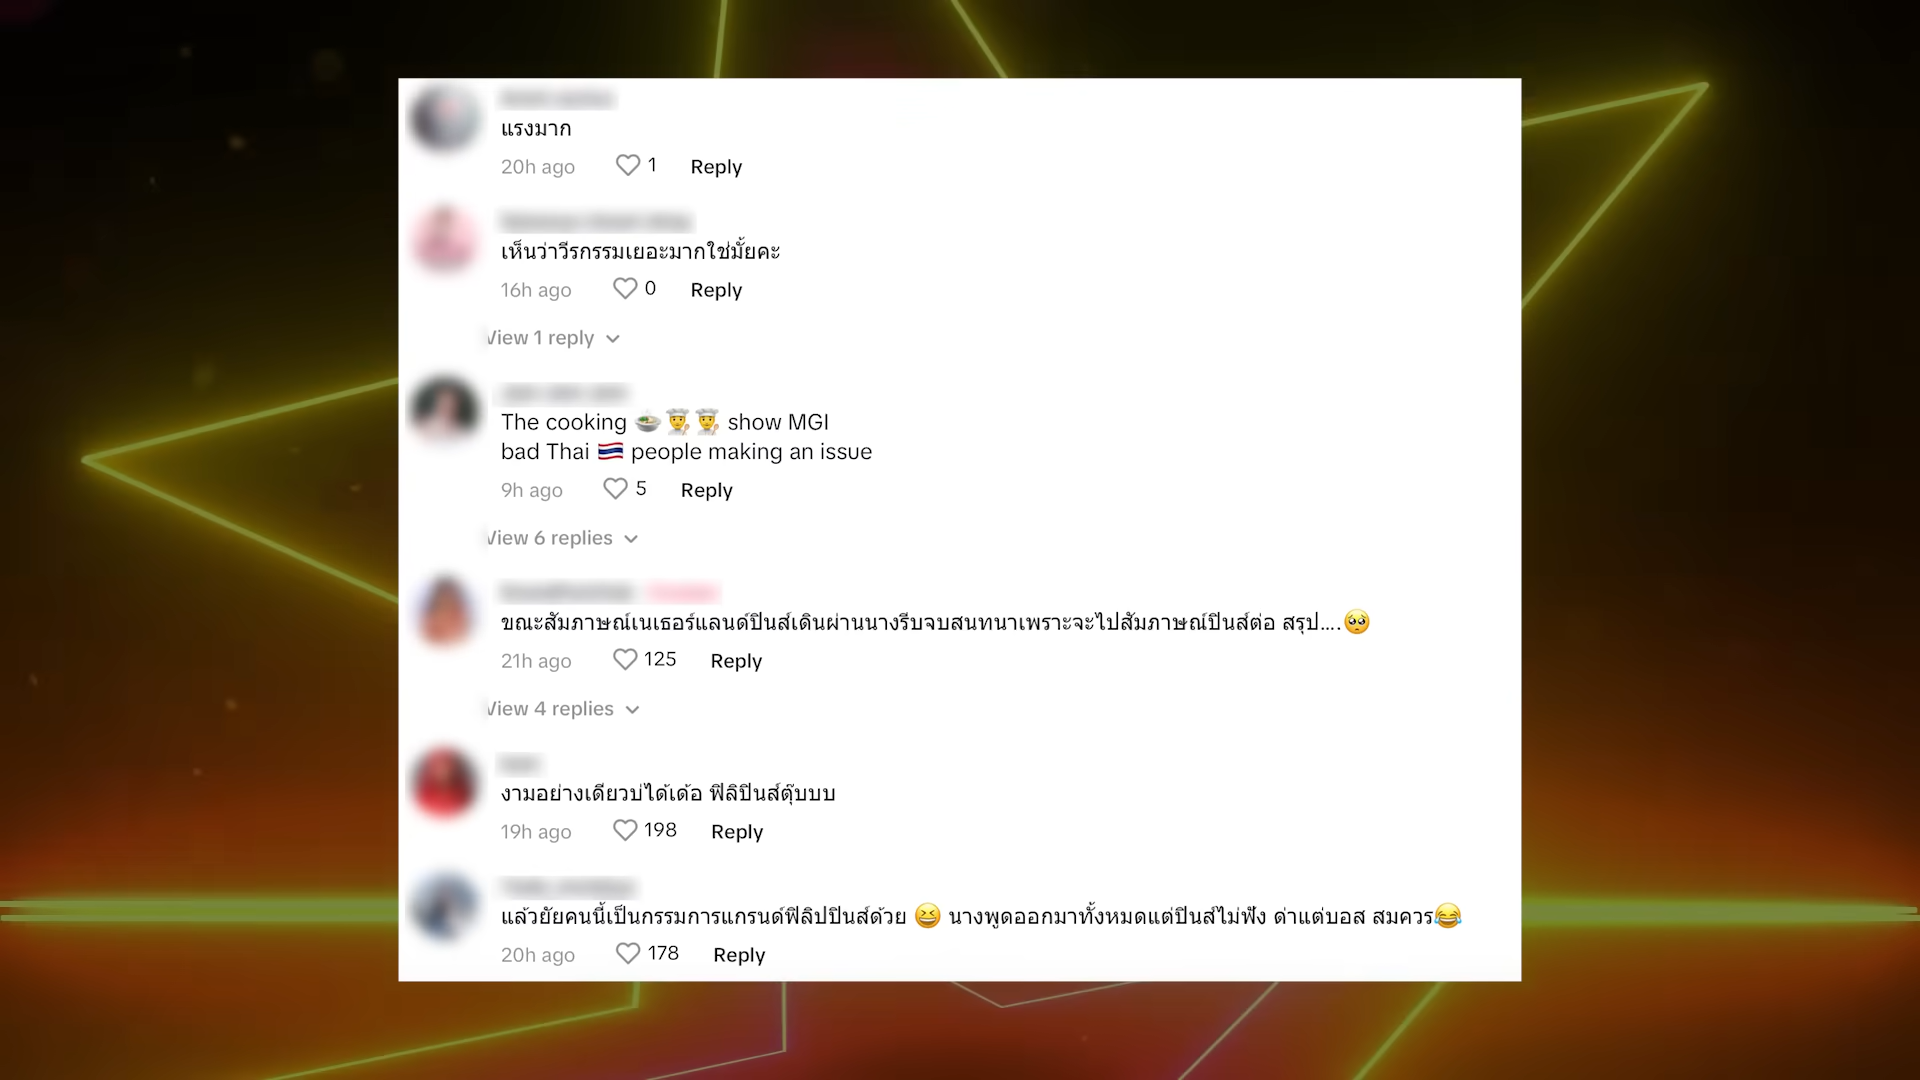 แรงมาก
20h ago 1 Reply
เห็นว่าวีรกรรมเยอะมากใช่มั้ยคะ
16h ago 0 Reply
View 1 reply
The cooking 🍲👨‍🍳👨‍🍳 show MGI
bad Thai 🇹🇭 people making an issue
9h ago 5 Reply
View 6 replies
ขณะสัมภาษณ์เนเธอร์แลนด์ปินส์เดินผ่านนางรีบจบสนทนาเพราะจะไปสัมภาษณ์ปินส์ต่อ สรุป....🥺
21h ago 125 Reply
View 4 replies
งามอย่างเดียวบ่ได้เด้อ ฟิลิปินส์ตุ๊บบบ
19h ago 198 Reply
แล้วยัยคนนี้เป็นกรรมการแกรนด์ฟิลิปปินส์ด้วย 😆 นางพูดออกมาทั้งหมดแต่ปินส์ไม่ฟัง ด่าแต่บอส สมควร😂
20h ago 178 Reply